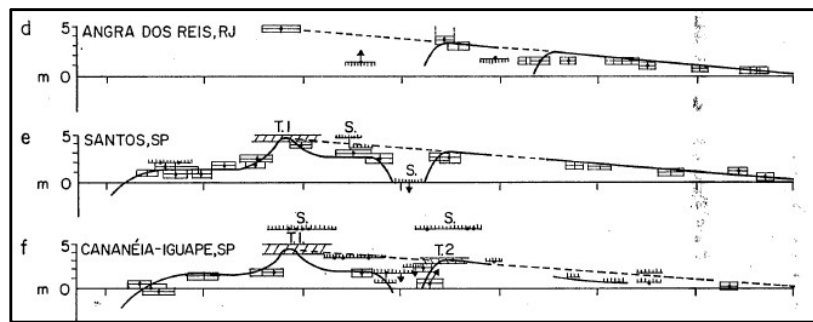 d ANGRA DOS REIS, RJ
5
m 0
e SANTOS, SP
5
T.1
S.
S.
m 0
f CANANÉIA-IGUAPE, SP
5
S.
S.
T.1
T.2
m 0